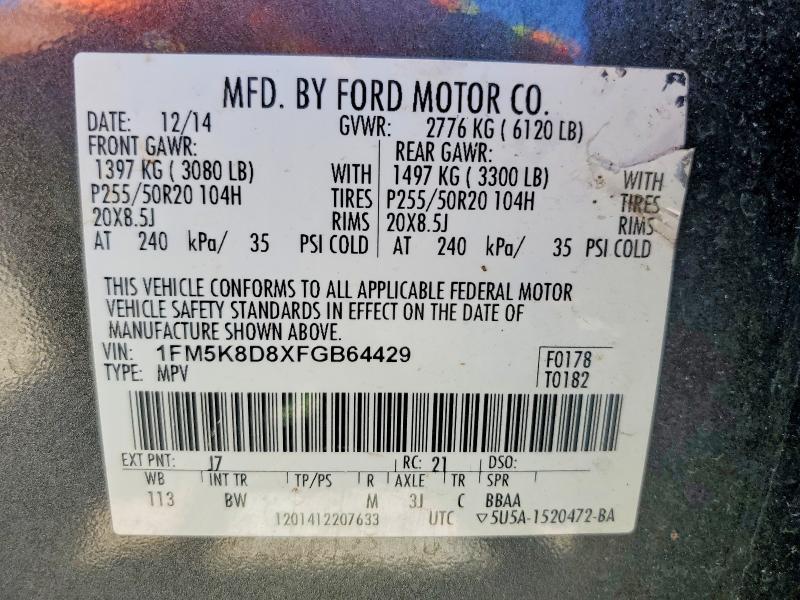 MFD. BY FORD MOTOR CO.
DATE: 12/14 GVWR: 2776 KG ( 6120 LB)
FRONT GAWR: REAR GAWR:
1397 KG ( 3080 LB) WITH 1497 KG ( 3300 LB) WITH
P255/50R20 104H TIRES P255/50R20 104H TIRES
20X8.5J RIMS 20X8.5J RIMS
AT 240 kPa/ 35 PSI COLD AT 240 kPa/ 35 PSI COLD
THIS VEHICLE CONFORMS TO ALL APPLICABLE FEDERAL MOTOR
VEHICLE SAFETY STANDARDS IN EFFECT ON THE DATE OF
MANUFACTURE SHOWN ABOVE.
VIN: 1FM5K8D8XFGB64429 F0178
TYPE: MPV T0182
EXT PNT: J7 RC: 21 DSO:
WB INT TR TP/PS R AXLE TR SPR
113 BW M 3J C BBAA
1201412207633 UTC ▽5U5A-1520472-BA